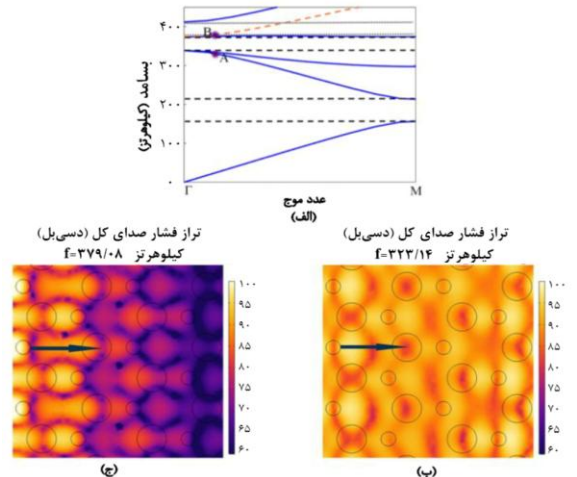 ۴۰۰
۳۰۰
۲۰۰
۱۰۰
۰
بسامد (کیلوهرتز)
B
A
Γ
M
عدد موج
(الف)
تراز فشار صدای کل (دسی‌بل)
کیلوهرتز f=۳۲۳/۱۴
۱۰۰
۹۵
۹۰
۸۵
۸۰
۷۵
۷۰
۶۵
۶۰
(ب)
تراز فشار صدای کل (دسی‌بل)
کیلوهرتز f=۳۷۹/۰۸
۱۰۰
۹۵
۹۰
۸۵
۸۰
۷۵
۷۰
۶۵
۶۰
(ج)